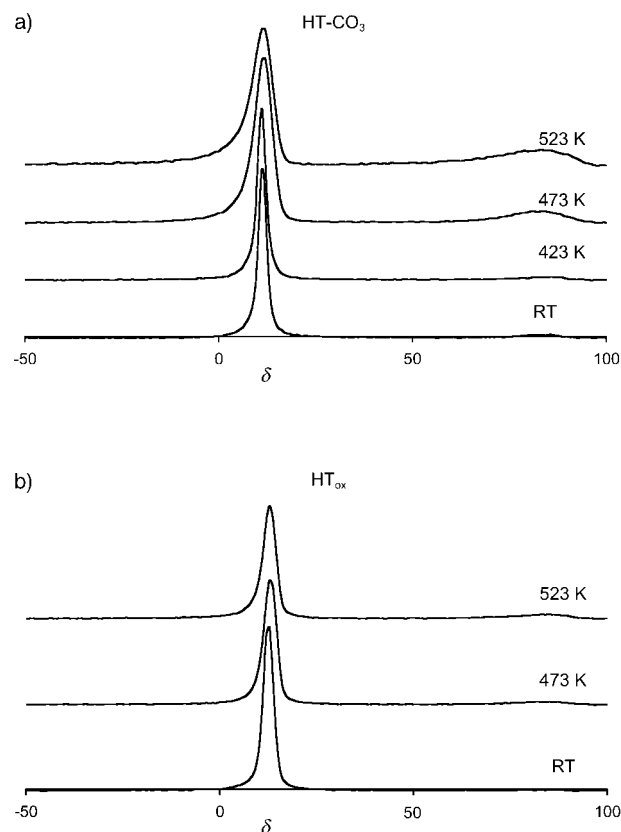 a)
HT-CO₃
523 K
473 K
423 K
RT
-50 0 50 100
δ
b)
HTₒₓ
523 K
473 K
RT
-50 0 50 100
δ